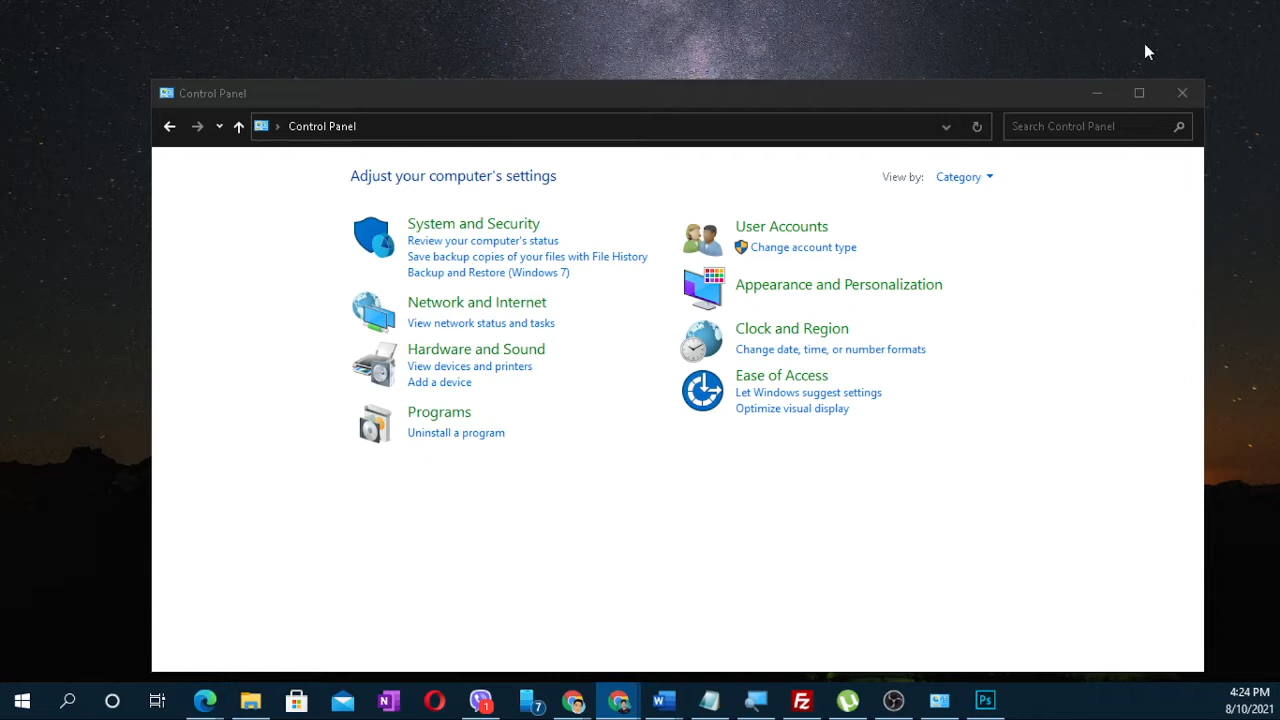 Control Panel
Control Panel
Search Control Panel
Adjust your computer's settings
View by: Category
System and Security
Review your computer's status
Save backup copies of your files with File History
Backup and Restore (Windows 7)
Network and Internet
View network status and tasks
Hardware and Sound
View devices and printers
Add a device
Programs
Uninstall a program
User Accounts
Change account type
Appearance and Personalization
Clock and Region
Change date, time, or number formats
Ease of Access
Let Windows suggest settings
Optimize visual display
N
1
7
W
Fz
Ps
4:24 PM
8/10/2021